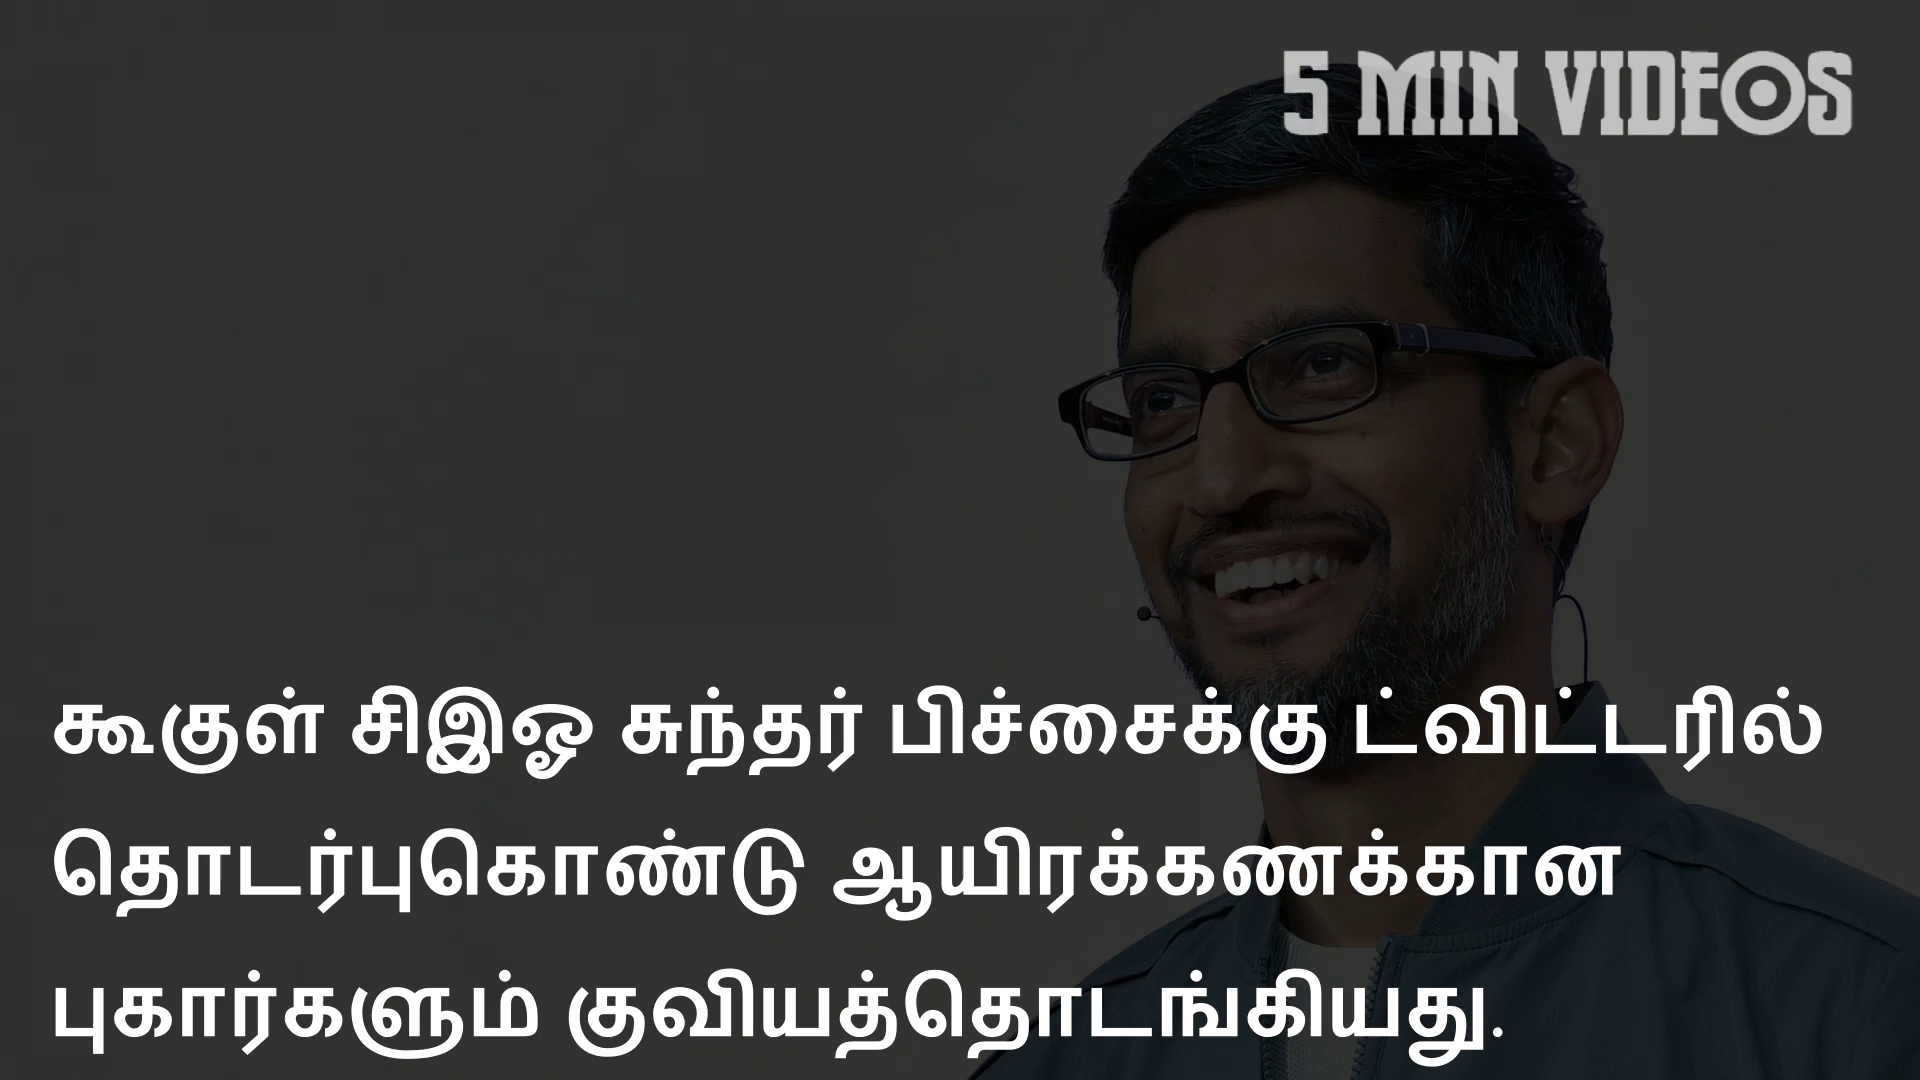 5 MIN VIDEOS
கூகுள் சிஇஓ சுந்தர் பிச்சைக்கு ட்விட்டரில்
தொடர்புகொண்டு ஆயிரக்கணக்கான
புகார்களும் குவியத்தொடங்கியது.